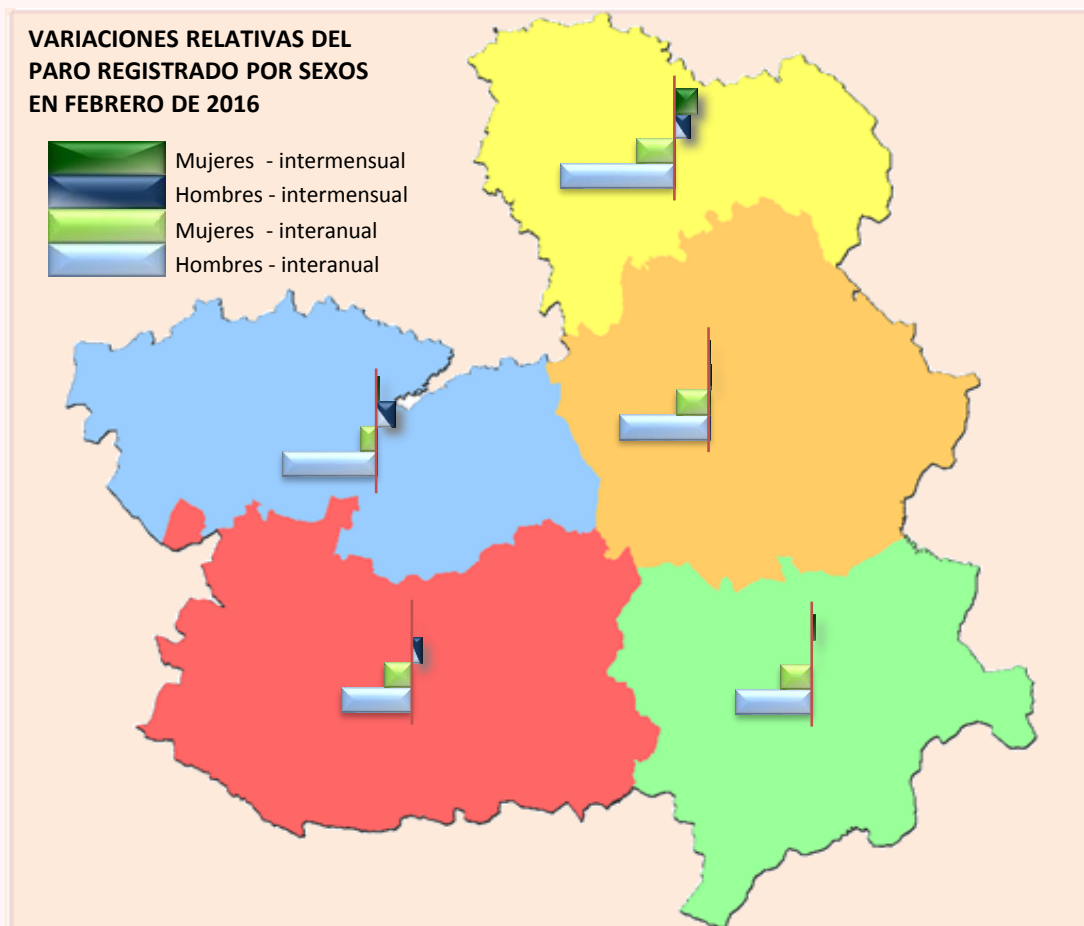 VARIACIONES RELATIVAS DEL
PARO REGISTRADO POR SEXOS
EN FEBRERO DE 2016
Mujeres - intermensual
Hombres - intermensual
Mujeres - interanual
Hombres - interanual